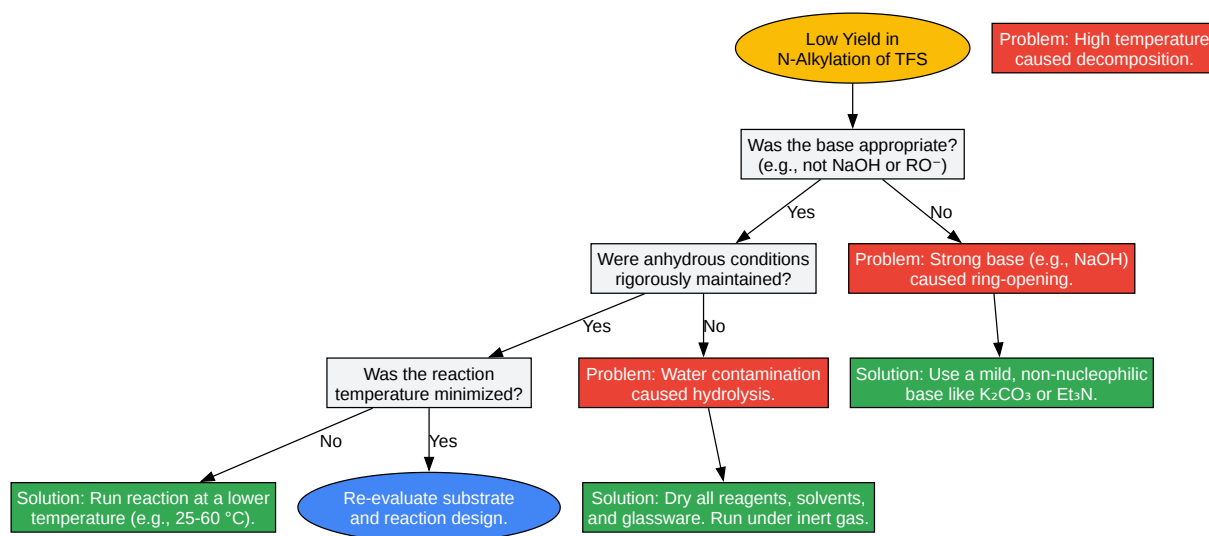 Low Yield in
N-Alkylation of TFS
Problem: High temperature
caused decomposition.
Was the base appropriate?
(e.g., not NaOH or RO⁻)
Yes
No
Were anhydrous conditions
rigorously maintained?
Problem: Strong base (e.g., NaOH)
caused ring-opening.
Yes
No
Was the reaction
temperature minimized?
Problem: Water contamination
caused hydrolysis.
Solution: Use a mild, non-nucleophilic
base like K₂CO₃ or Et₃N.
No
Yes
Solution: Run reaction at a lower
temperature (e.g., 25-60 °C).
Re-evaluate substrate
and reaction design.
Solution: Dry all reagents, solvents,
and glassware. Run under inert gas.